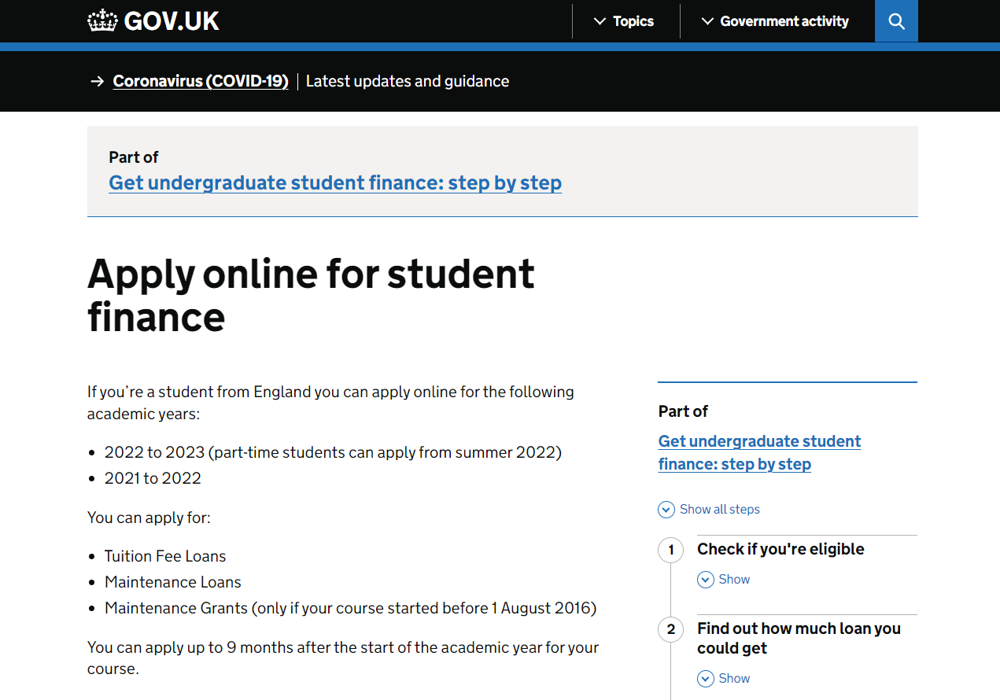 GOV.UK
Topics
Government activity
Coronavirus (COVID-19)
Latest updates and guidance
Part of
Get undergraduate student finance: step by step
Apply online for student
finance
If you’re a student from England you can apply online for the following
academic years:
2022 to 2023 (part-time students can apply from summer 2022)
2021 to 2022
You can apply for:
Tuition Fee Loans
Maintenance Loans
Maintenance Grants (only if your course started before 1 August 2016)
You can apply up to 9 months after the start of the academic year for your
course.
Part of
Get undergraduate student
finance: step by step
Show all steps
1 Check if you're eligible
Show
2 Find out how much loan you
could get
Show